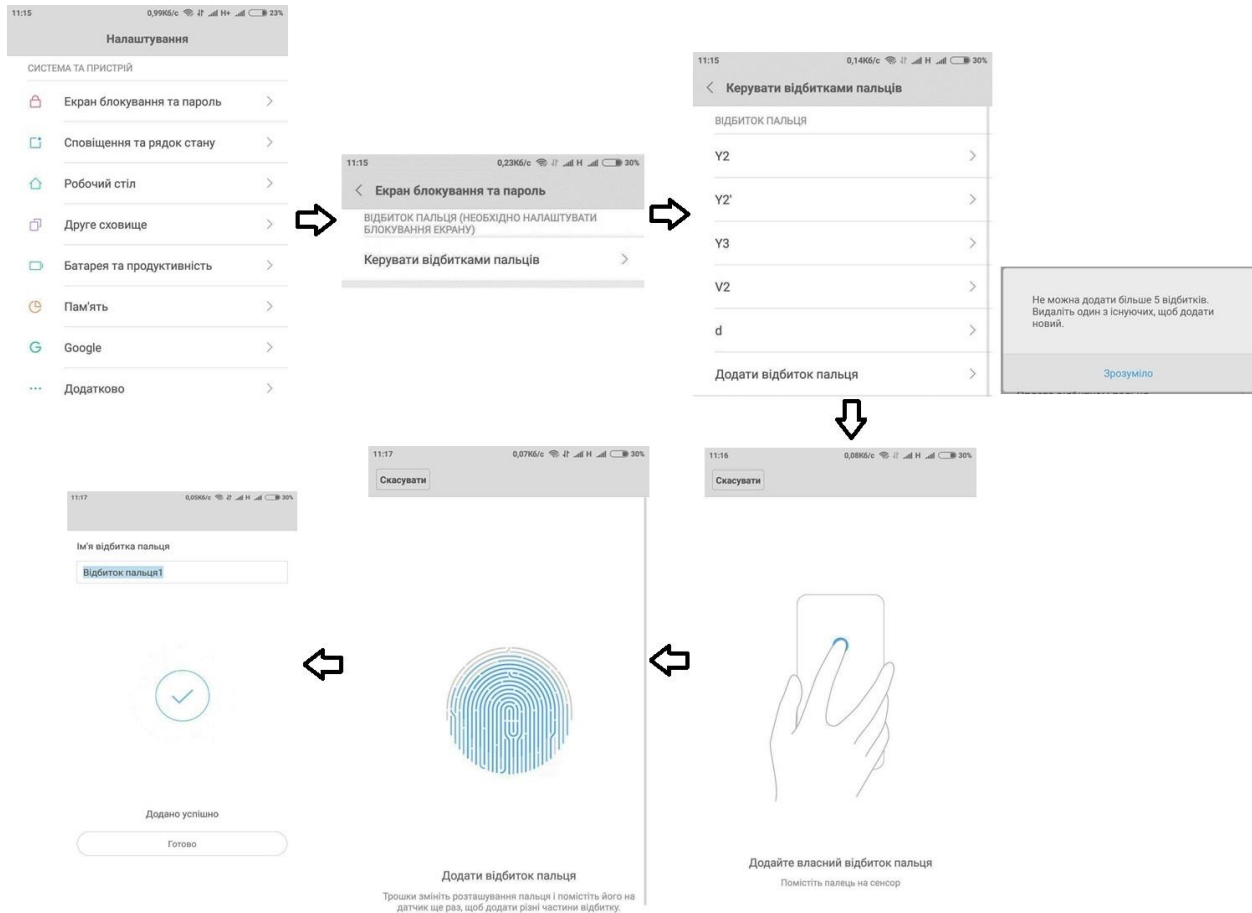 11:15 0,99Кб/с H+ 23%
Налаштування
СИСТЕМА ТА ПРИСТРІЙ
Екран блокування та пароль
Сповіщення та рядок стану
Робочий стіл
Друге сховище
Батарея та продуктивність
Пам'ять
Google
Додатково
11:15 0,23Кб/с H 30%
Екран блокування та пароль
ВІДБИТОК ПАЛЬЦЯ (НЕОБХІДНО НАЛАШТУВАТИ
БЛОКУВАННЯ ЕКРАНУ)
Керувати відбитками пальців
11:15 0,14Кб/с H 30%
Керувати відбитками пальців
ВІДБИТОК ПАЛЬЦЯ
Y2
Y2'
Y3
V2
d
Додати відбиток пальця
Не можна додати більше 5 відбитків.
Видаліть один з існуючих, щоб додати
новий.
Зрозуміло
11:16 0,08Кб/с H 30%
Скасувати
Додайте власний відбиток пальця
Помістіть палець на сенсор
11:17 0,07Кб/с H 30%
Скасувати
Додати відбиток пальця
Трошки змініть розташування пальця і помістіть його на
датчик ще раз, щоб додати різні частини відбитку.
11:17 0,05Кб/с H 30%
Ім'я відбитка пальця
Відбиток пальця1
Додано успішно
Готово